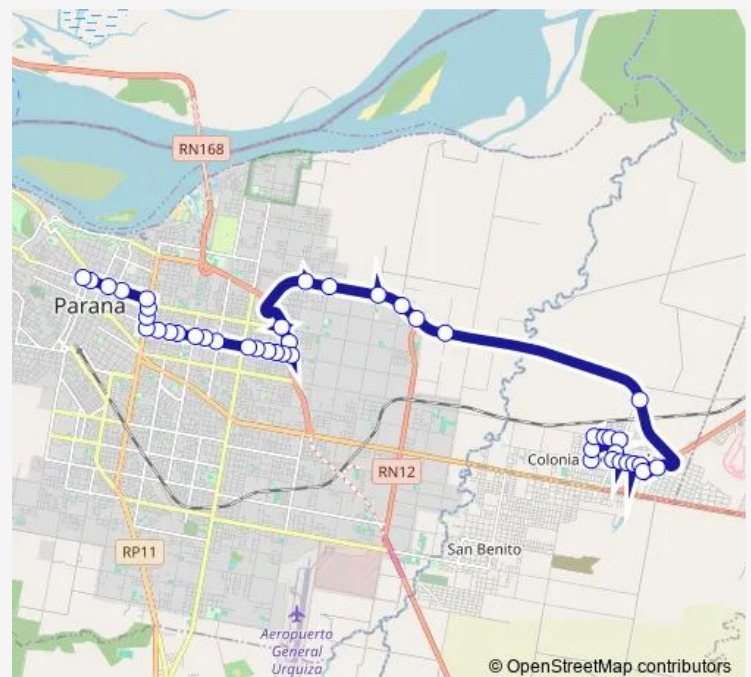 RN168
Parana
RN12
Colonia
San Benito
RP11
Aeropuerto
General
Urquiza
© OpenStreetMap contributors